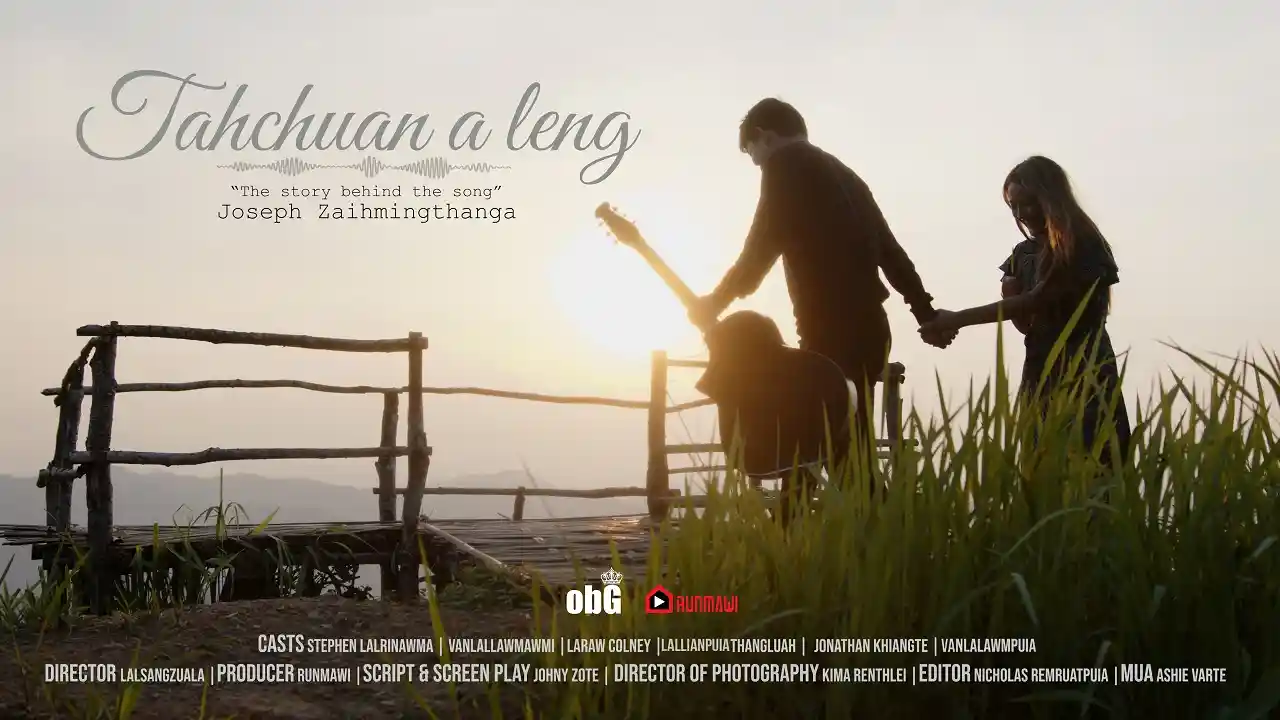 Tahchuan a leng
“The story behind the song”
Joseph Zaihmingthanga
obG RUNMAWI
CASTS STEPHEN LALRINAWMA | VANLALLAWMAWMI | LARAW COLNEY | LALLIANPUIATHANGLUAH | JONATHAN KHIANGTE | VANLALAWMPUIA
DIRECTOR LALSANGZUALA | PRODUCER RUNMAWI | SCRIPT & SCREEN PLAY JOHNY ZOTE | DIRECTOR OF PHOTOGRAPHY KIMA RENTHLEI | EDITOR NICHOLAS REMRUATPUIA | MUA ASHIE VARTE